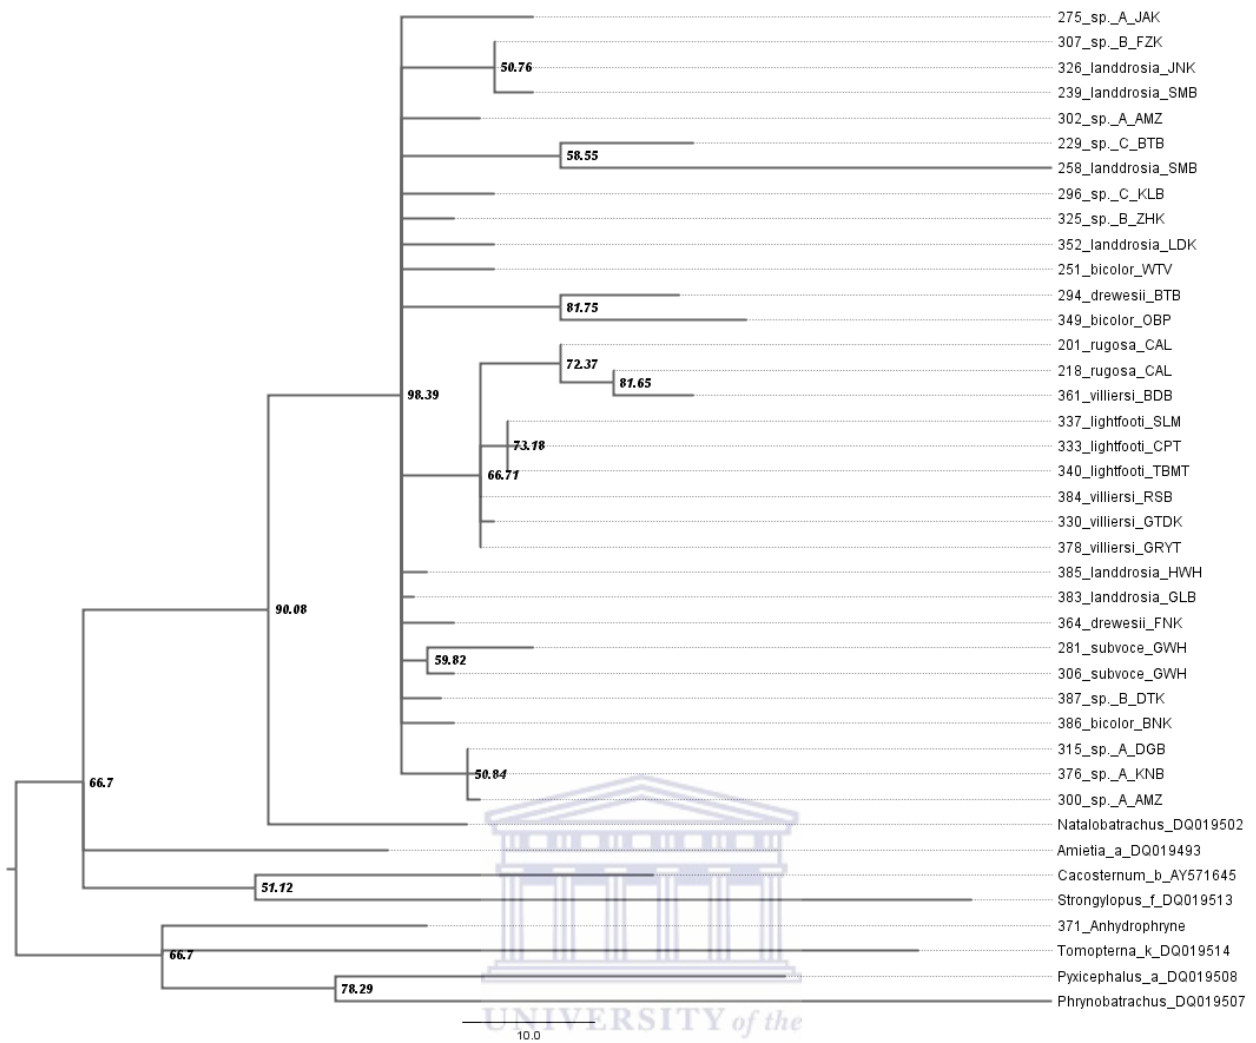 275_sp._A_JAK
307_sp._B_FZK
50.76
326_landdrosia_JNK
239_landdrosia_SMB
302_sp._A_AMZ
229_sp._C_BTB
58.55
258_landdrosia_SMB
296_sp._C_KLB
325_sp._B_ZHK
352_landdrosia_LDK
251_bicolor_WTV
294_drewesii_BTB
81.75
349_bicolor_OBP
201_rugosa_CAL
72.37
218_rugosa_CAL
81.65
361_villiersi_BDB
98.39
337_lightfooti_SLM
73.18
333_lightfooti_CPT
66.71
340_lightfooti_TBMT
384_villiersi_RSB
330_villiersi_GTDK
378_villiersi_GRYT
385_landdrosia_HWH
383_landdrosia_GLB
90.08
364_drewesii_FNK
281_subvoce_GWH
59.82
306_subvoce_GWH
387_sp._B_DTK
386_bicolor_BNK
315_sp._A_DGB
50.84
376_sp._A_KNB
66.7
300_sp._A_AMZ
Natalobatrachus_DQ019502
Amietia_a_DQ019493
Cacosternum_b_AY571645
51.12
Strongylopus_f_DQ019513
371_Anhydrophryne
66.7
Tomopterna_k_DQ019514
Pyxicephalus_a_DQ019508
78.29
Phrynobatrachus_DQ019507
UNIVERSITY of the
10.0